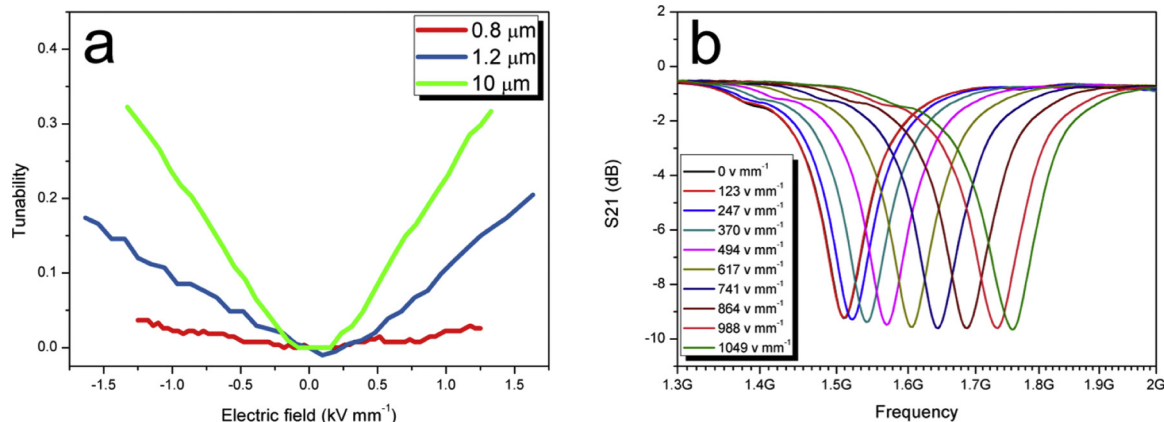 a
0.8 μm
1.2 μm
10 μm
0.4
0.3
0.2
0.1
0.0
Tunability
-1.5 -1.0 -0.5 0.0 0.5 1.0 1.5
Electric field (kV mm⁻¹)
b
2
0
-2
-4
-6
-8
-10
S21 (dB)
0 v mm⁻¹
123 v mm⁻¹
247 v mm⁻¹
370 v mm⁻¹
494 v mm⁻¹
617 v mm⁻¹
741 v mm⁻¹
864 v mm⁻¹
988 v mm⁻¹
1049 v mm⁻¹
1.3G 1.4G 1.5G 1.6G 1.7G 1.8G 1.9G 2G
Frequency